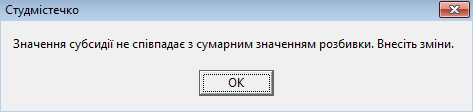 Студмістечко
Значення субсидії не співпадає з сумарним значенням розбивки. Внесіть зміни.
OK